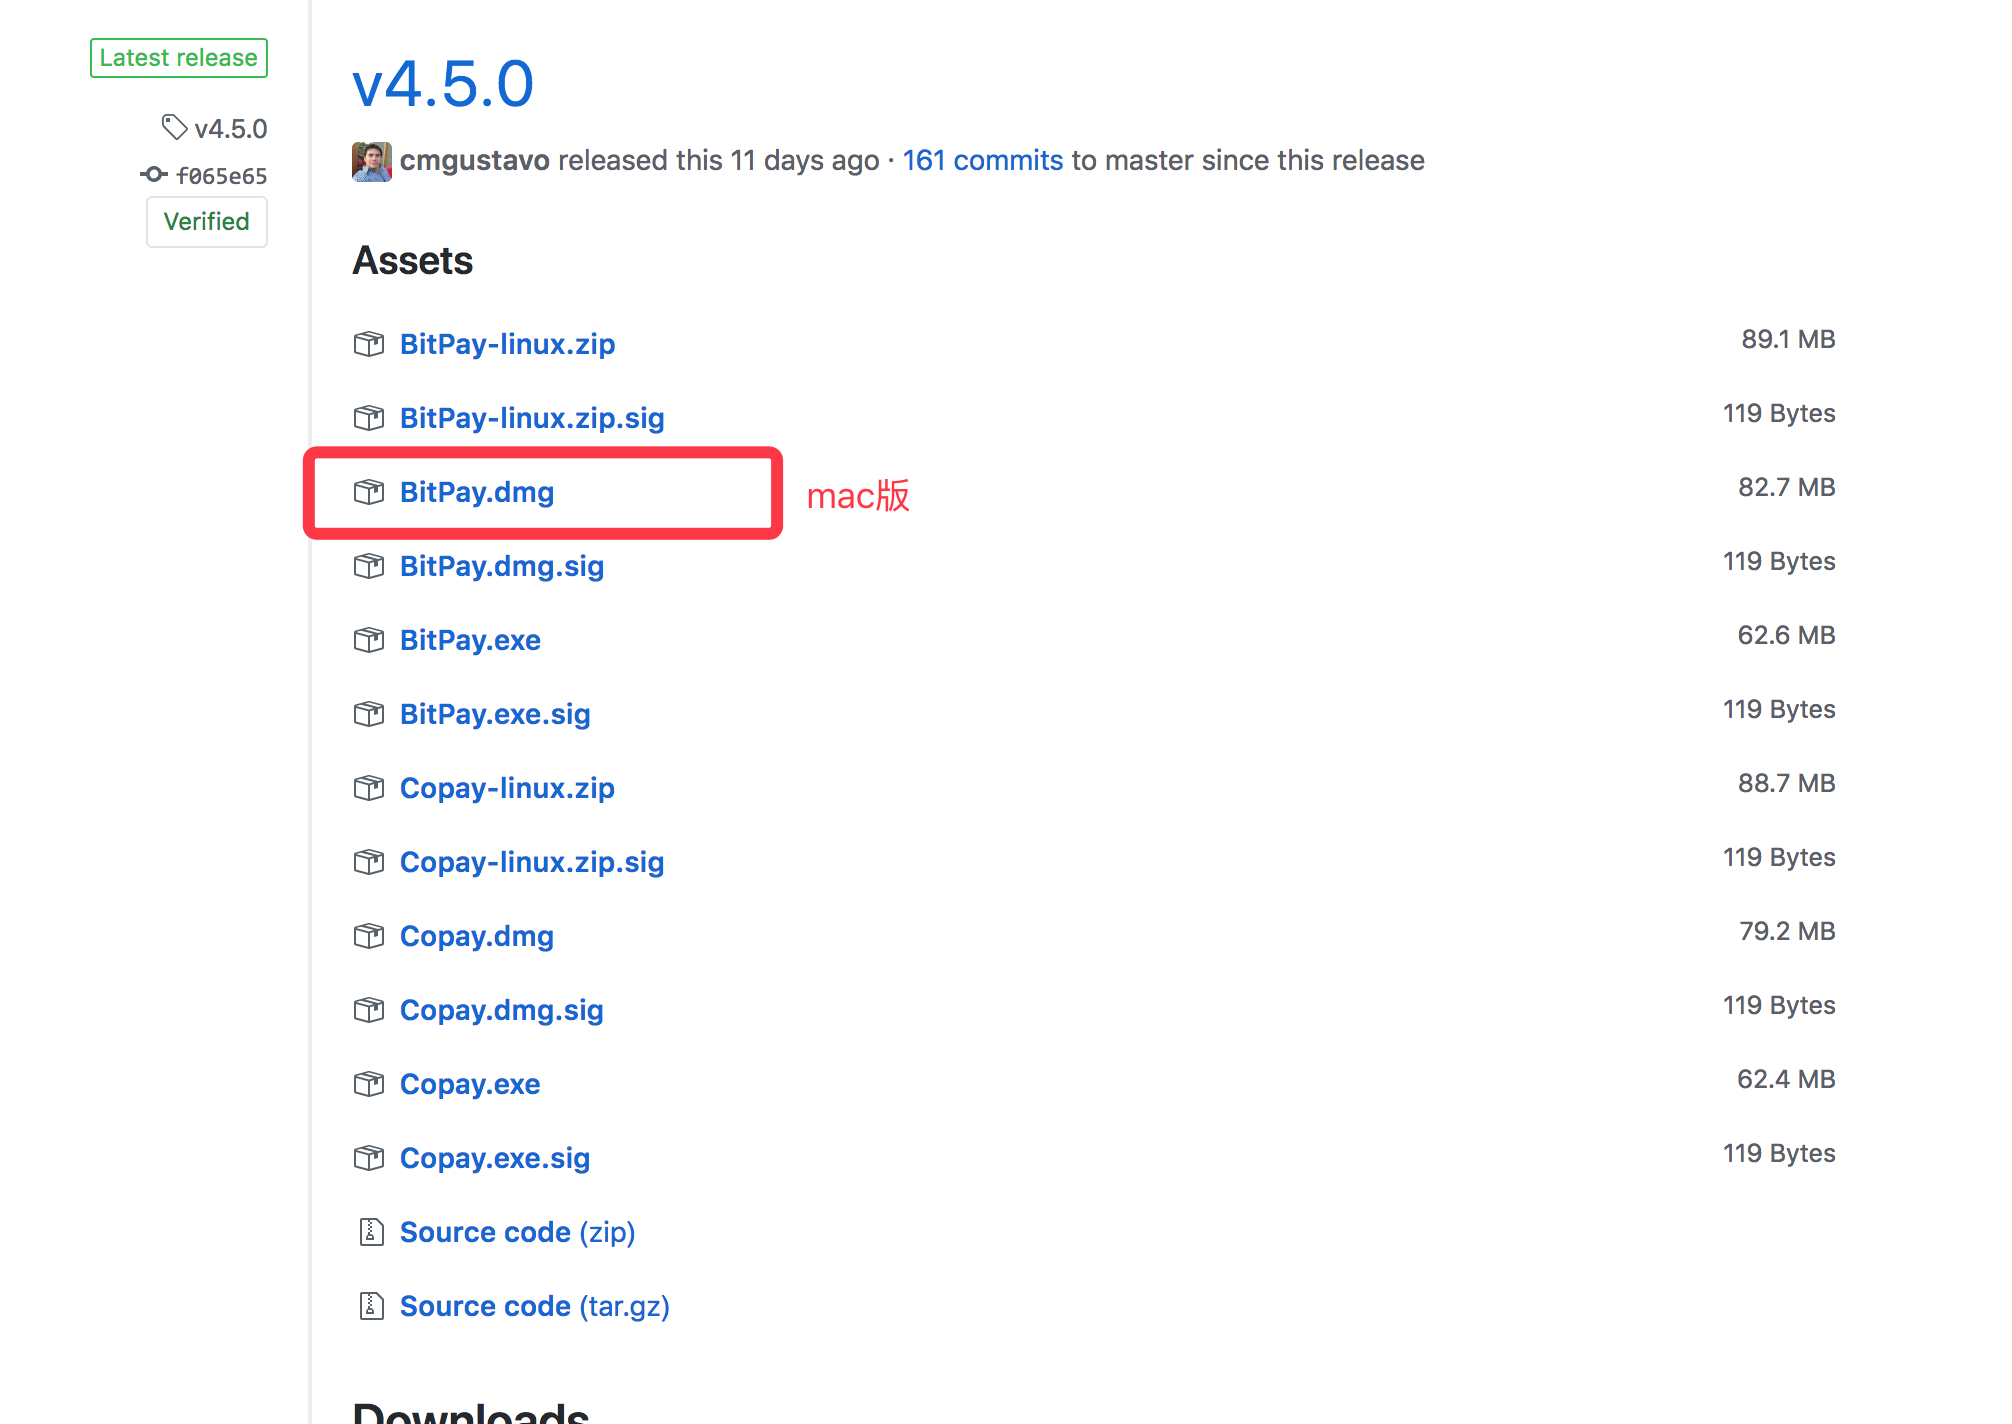 Latest release
v4.5.0
f065e65
Verified
v4.5.0
cmgustavo released this 11 days ago · 161 commits to master since this release
Assets
BitPay-linux.zip 89.1 MB
BitPay-linux.zip.sig 119 Bytes
BitPay.dmg mac版 82.7 MB
BitPay.dmg.sig 119 Bytes
BitPay.exe 62.6 MB
BitPay.exe.sig 119 Bytes
Copay-linux.zip 88.7 MB
Copay-linux.zip.sig 119 Bytes
Copay.dmg 79.2 MB
Copay.dmg.sig 119 Bytes
Copay.exe 62.4 MB
Copay.exe.sig 119 Bytes
Source code (zip)
Source code (tar.gz)
Downloads